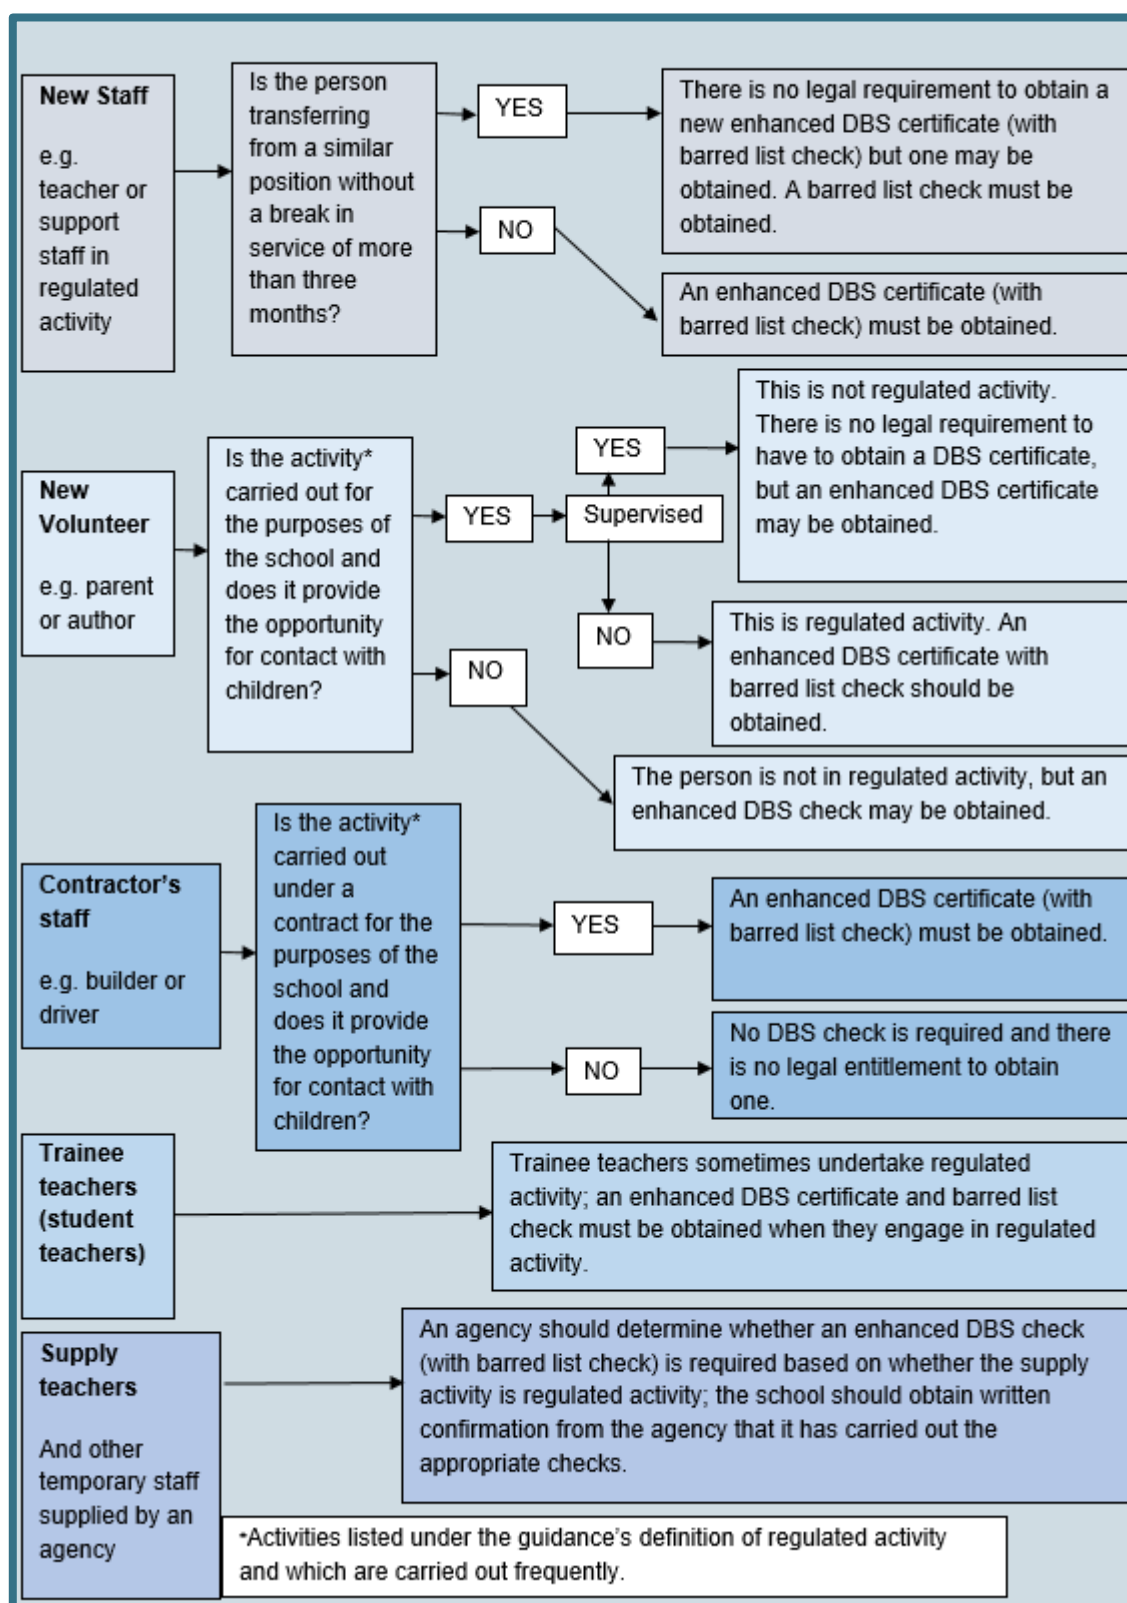 New Staff
e.g.
teacher or
support
staff in
regulated
activity
Is the person
transferring
from a similar
position without
a break in
service of more
than three
months?
YES
NO
There is no legal requirement to obtain a
new enhanced DBS certificate (with
barred list check) but one may be
obtained. A barred list check must be
obtained.
An enhanced DBS certificate (with
barred list check) must be obtained.
New
Volunteer
e.g. parent
or author
Is the activity*
carried out for
the purposes of
the school and
does it provide
the opportunity
for contact with
children?
YES
NO
Supervised
YES
NO
This is not regulated activity.
There is no legal requirement to
have to obtain a DBS certificate,
but an enhanced DBS certificate
may be obtained.
This is regulated activity. An
enhanced DBS certificate with
barred list check should be
obtained.
The person is not in regulated activity, but an
enhanced DBS check may be obtained.
Contractor’s
staff
e.g. builder or
driver
Is the activity*
carried out
under a
contract for the
purposes of the
school and
does it provide
the opportunity
for contact with
children?
YES
NO
An enhanced DBS certificate (with
barred list check) must be obtained.
No DBS check is required and there
is no legal entitlement to obtain
one.
Trainee
teachers
(student
teachers)
Trainee teachers sometimes undertake regulated
activity; an enhanced DBS certificate and barred list
check must be obtained when they engage in regulated
activity.
Supply
teachers
And other
temporary staff
supplied by an
agency
An agency should determine whether an enhanced DBS check
(with barred list check) is required based on whether the supply
activity is regulated activity; the school should obtain written
confirmation from the agency that it has carried out the
appropriate checks.
*Activities listed under the guidance’s definition of regulated activity
and which are carried out frequently.